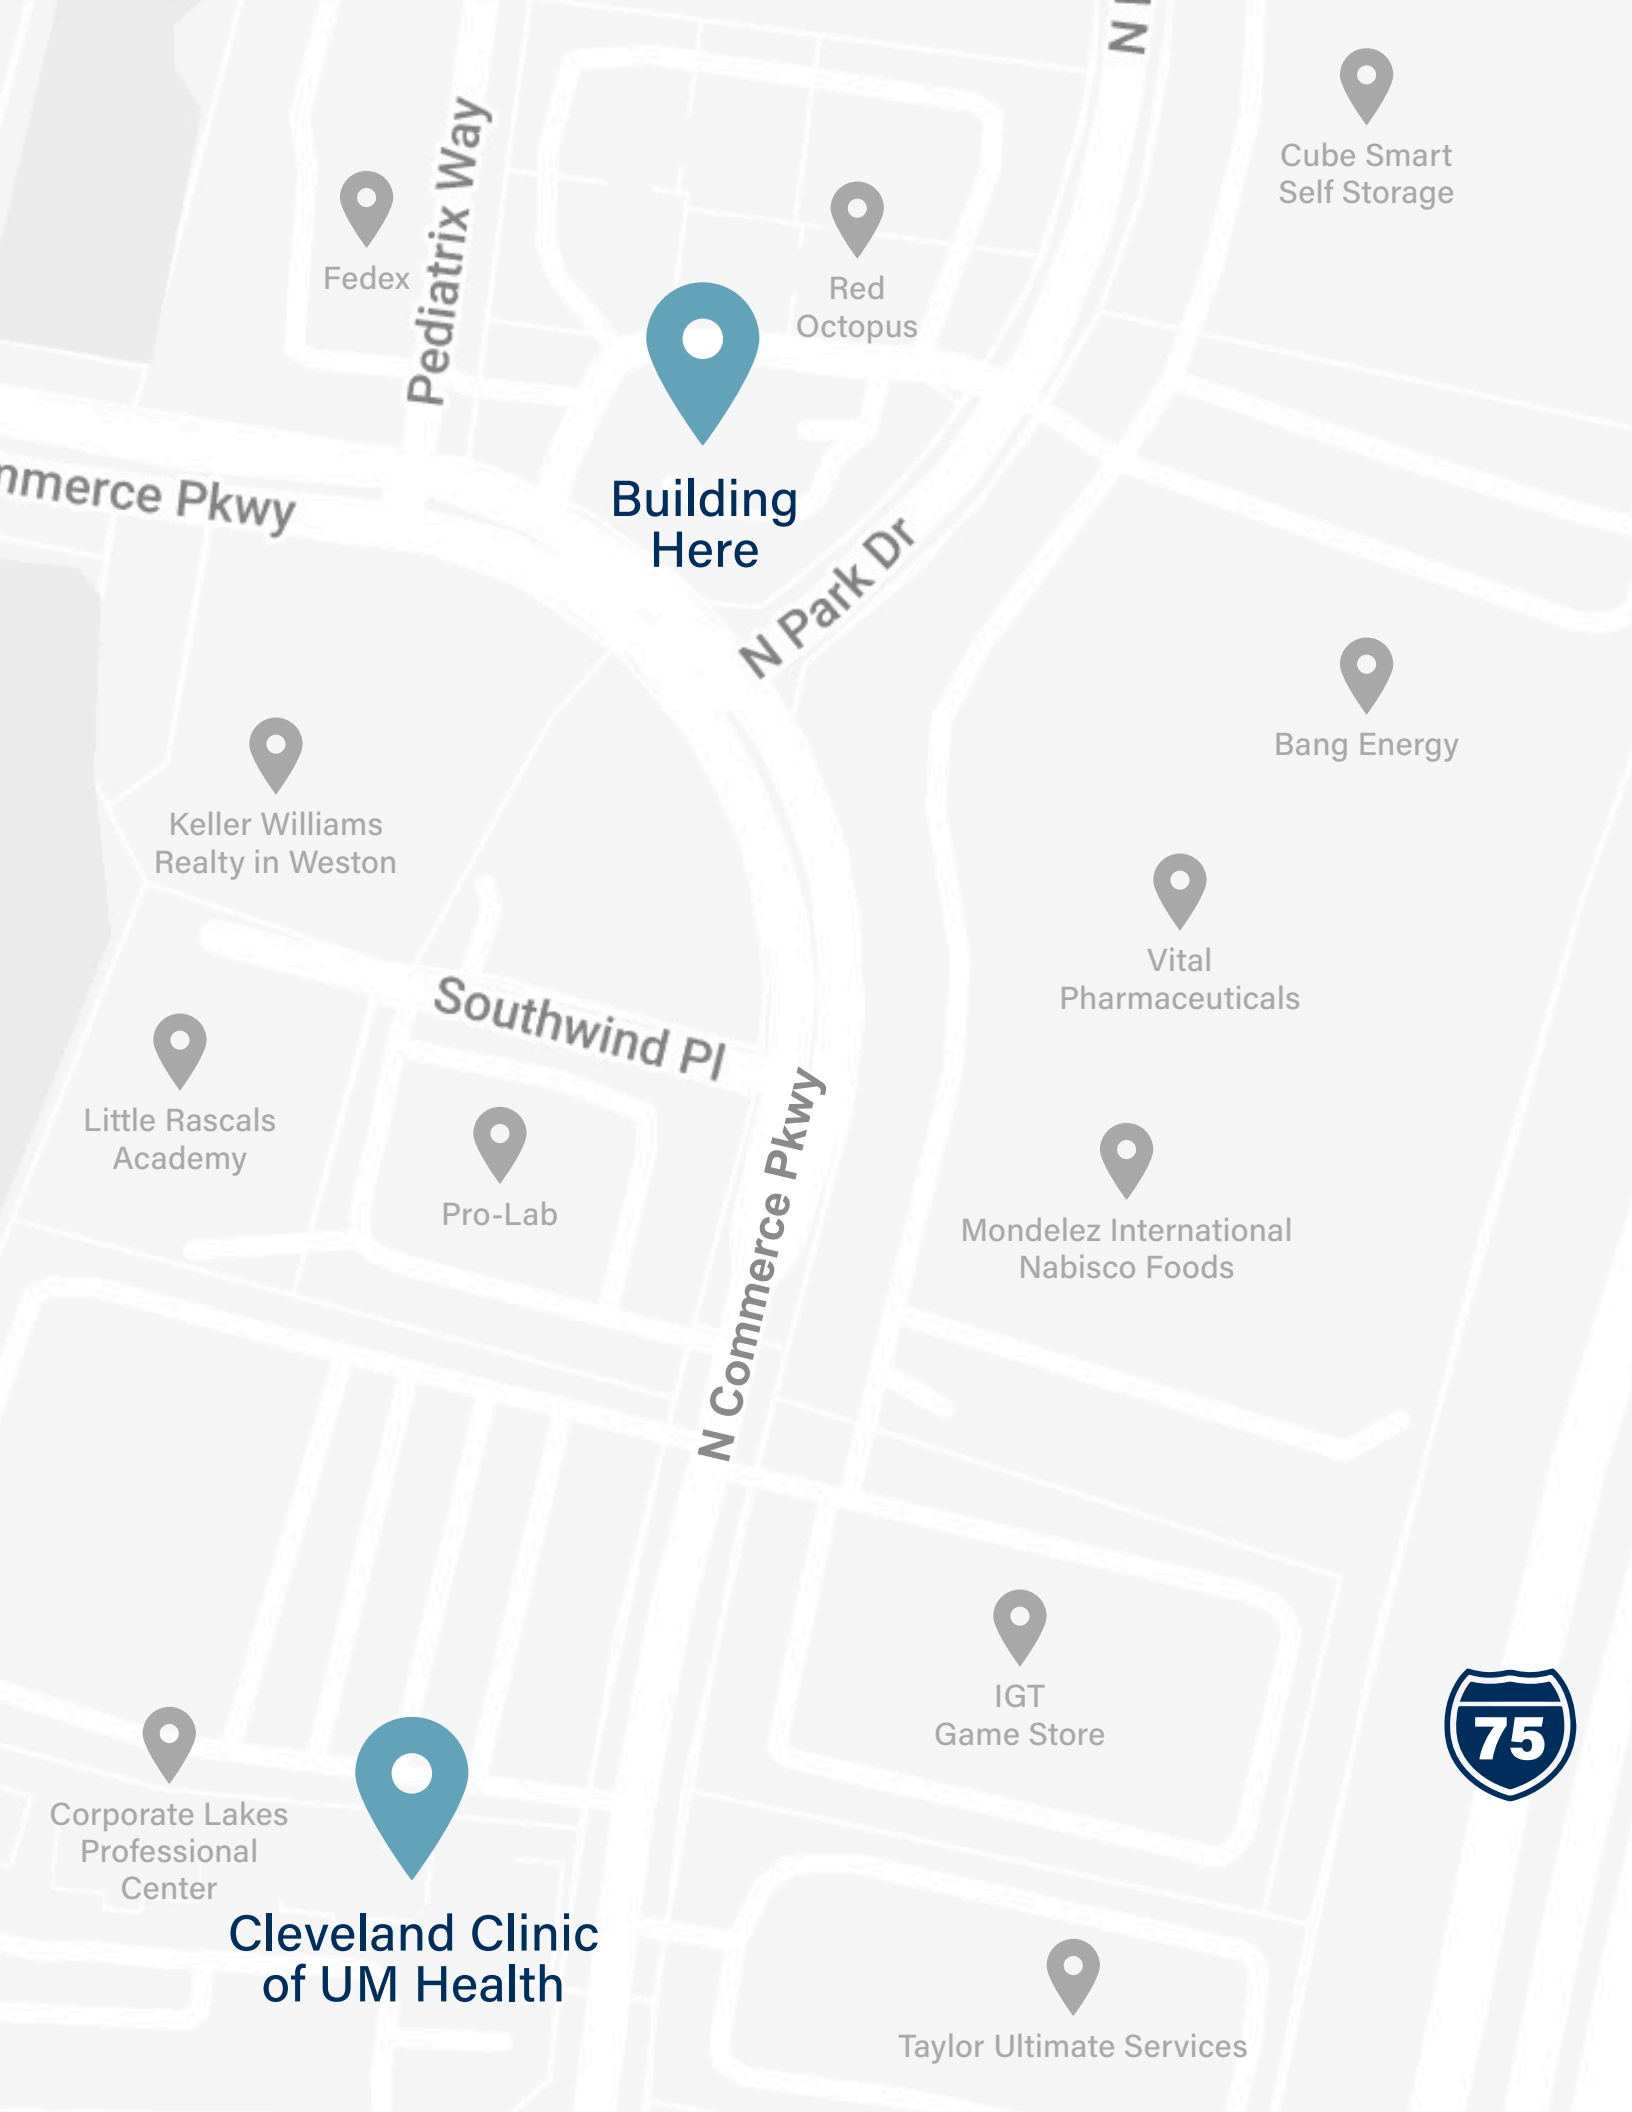 N
Cube Smart
Self Storage
Pediatrix Way
Fedex
Red
Octopus
Pkwy
Building
Here
N Park Dr
Bang Energy
Keller Williams
Realty in Weston
Vital
Pharmaceuticals
Southwind Pl
Little Rascals
Academy
Pro-Lab
N Commerce Pkwy
Mondelez International
Nabisco Foods
IGT
Game Store
75
Corporate Lakes
Professional
Center
Cleveland Clinic
of UM Health
Taylor Ultimate Services